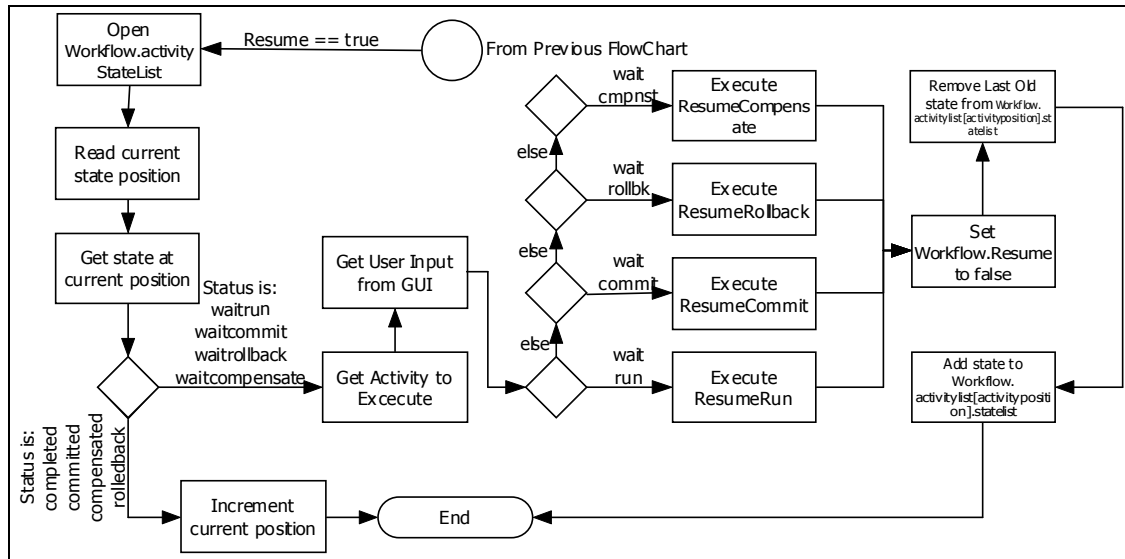 Open
Workflow.activity
StateList
Resume == true
From Previous FlowChart
Read current
state position
Get state at
current position
Status is:
waitrun
waitcommit
waitrollback
waitcompensate
Get User Input
from GUI
Get Activity to
Excecute
Status is:
completed
committed
compensated
rolledback
Increment
current position
End
wait
cmpnst
else
wait
rollbk
else
wait
commit
else
wait
run
Execute
ResumeCompens
ate
Execute
ResumeRollback
Execute
ResumeCommit
Execute
ResumeRun
Remove Last Old
state from Workflow.
activitylist[activityposition].st
atelist
Set
Workflow.Resume
to false
Add state to
Workflow.
activitylist[activitypositi
on].statelist